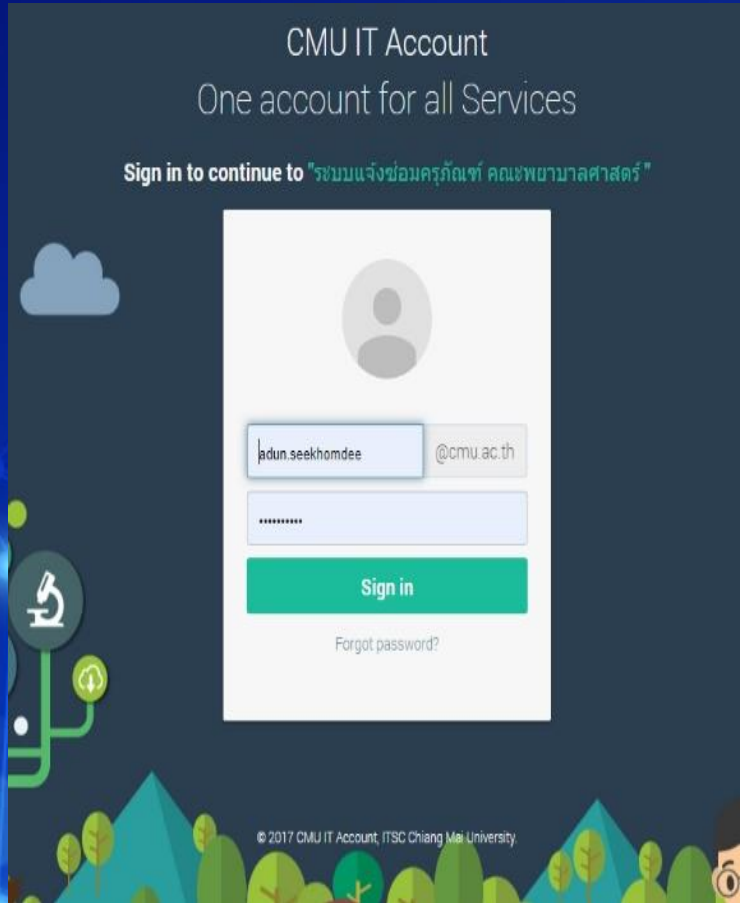 CMU IT Account
One account for all Services
Sign in to continue to "ระบบแจ้งซ่อมครุภัณฑ์ คณะพยาบาลศาสตร์ "
adun.seekhomdee @cmu.ac.th
••••••••••
Sign in
Forgot password?
© 2017 CMU IT Account, ITSC Chiang Mai University.